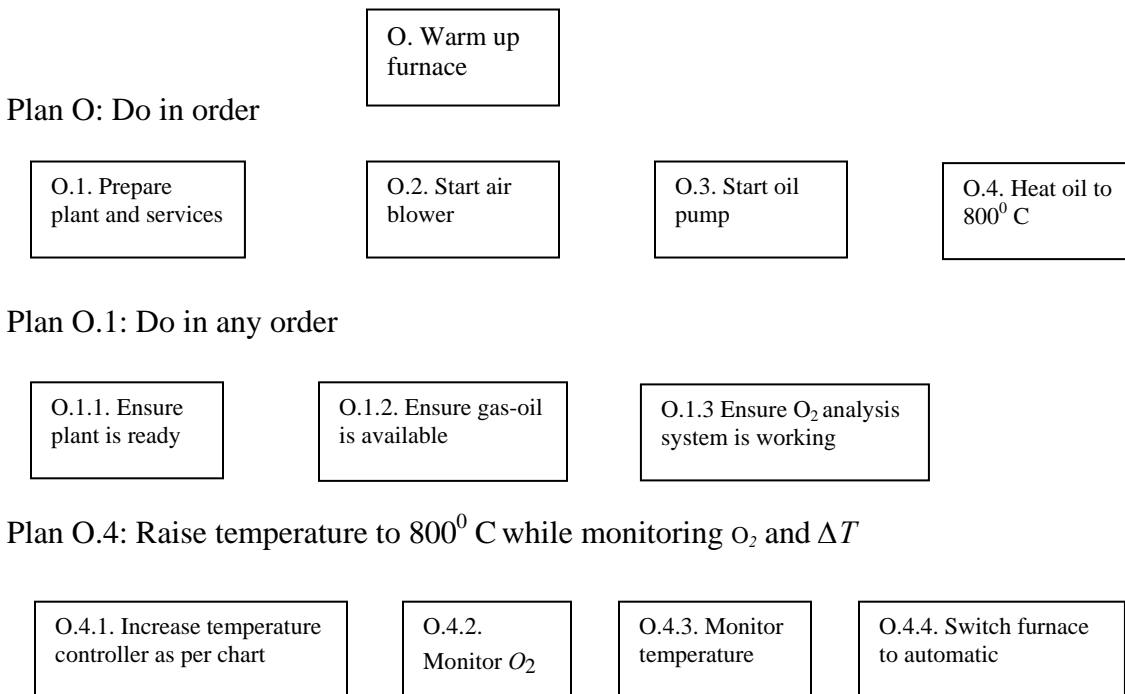 O. Warm up
furnace
Plan O: Do in order
O.1. Prepare
plant and services
O.2. Start air
blower
O.3. Start oil
pump
O.4. Heat oil to
800⁰ C
Plan O.1: Do in any order
O.1.1. Ensure
plant is ready
O.1.2. Ensure gas-oil
is available
O.1.3 Ensure O₂ analysis
system is working
Plan O.4: Raise temperature to 800⁰ C while monitoring O₂ and ΔT
O.4.1. Increase temperature
controller as per chart
O.4.2.
Monitor O₂
O.4.3. Monitor
temperature
O.4.4. Switch furnace
to automatic